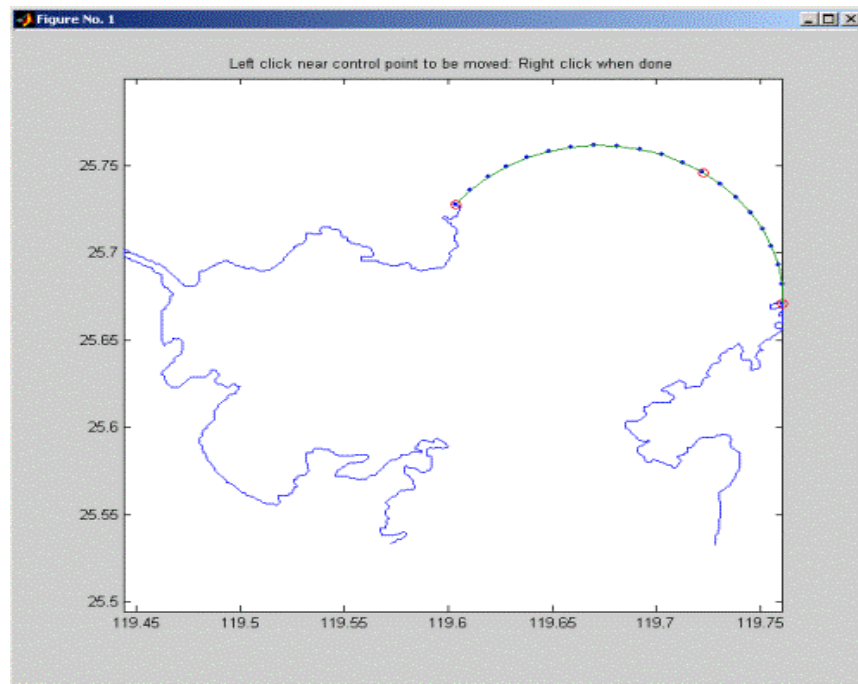 Figure No. 1
Left click near control point to be moved: Right click when done
25.75
25.7
25.65
25.6
25.55
25.5
119.45 119.5 119.55 119.6 119.65 119.7 119.75